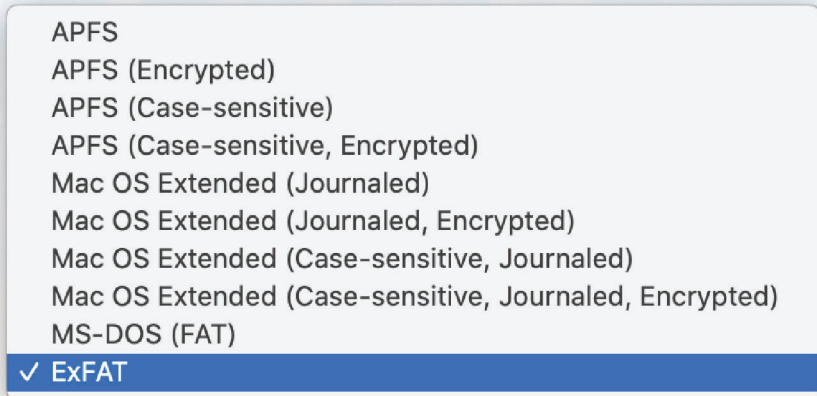 APFS
APFS (Encrypted)
APFS (Case-sensitive)
APFS (Case-sensitive, Encrypted)
Mac OS Extended (Journaled)
Mac OS Extended (Journaled, Encrypted)
Mac OS Extended (Case-sensitive, Journaled)
Mac OS Extended (Case-sensitive, Journaled, Encrypted)
MS-DOS (FAT)
✓ ExFAT